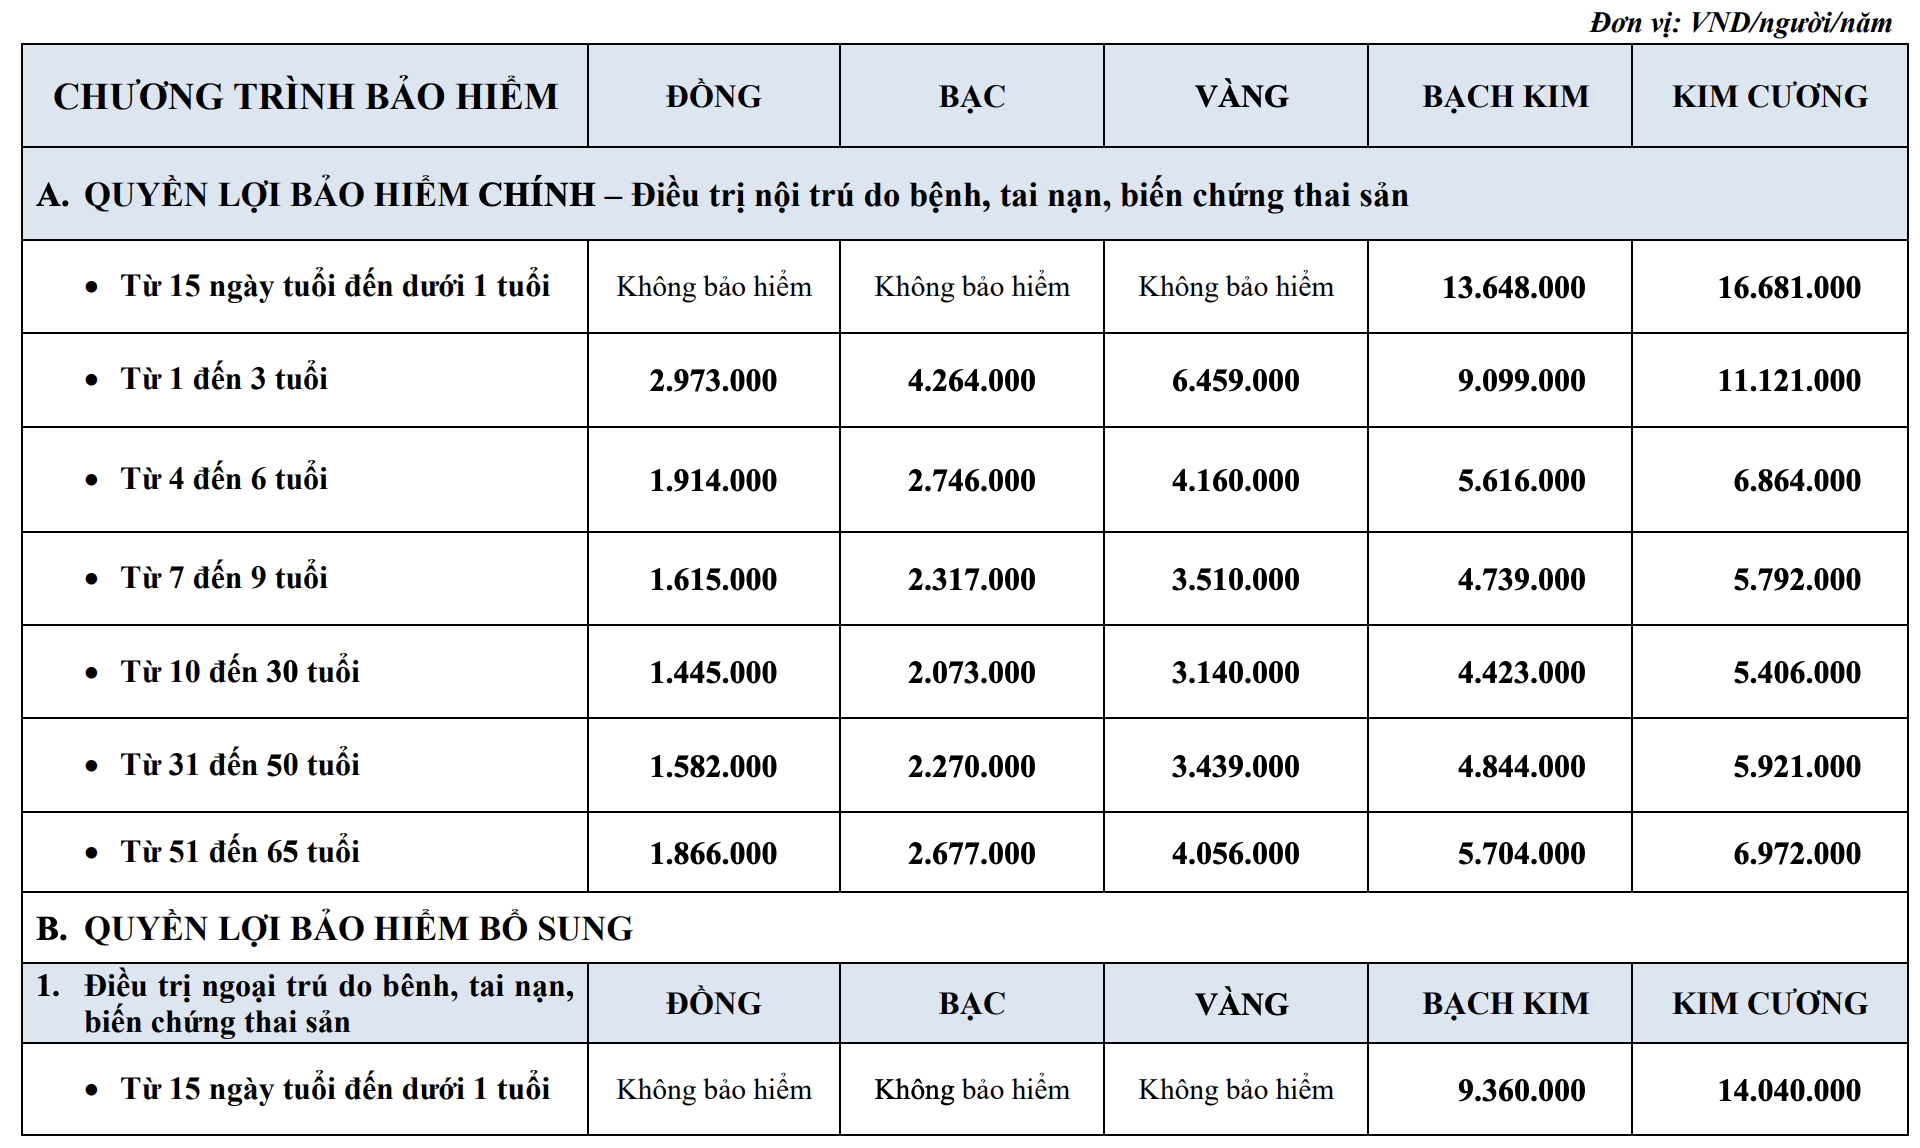 Đơn vị: VND/người/năm
CHƯƠNG TRÌNH BẢO HIỂM ĐỒNG BẠC VÀNG BẠCH KIM KIM CƯƠNG
A. QUYỀN LỢI BẢO HIỂM CHÍNH – Điều trị nội trú do bệnh, tai nạn, biến chứng thai sản
• Từ 15 ngày tuổi đến dưới 1 tuổi Không bảo hiểm Không bảo hiểm Không bảo hiểm 13.648.000 16.681.000
• Từ 1 đến 3 tuổi 2.973.000 4.264.000 6.459.000 9.099.000 11.121.000
• Từ 4 đến 6 tuổi 1.914.000 2.746.000 4.160.000 5.616.000 6.864.000
• Từ 7 đến 9 tuổi 1.615.000 2.317.000 3.510.000 4.739.000 5.792.000
• Từ 10 đến 30 tuổi 1.445.000 2.073.000 3.140.000 4.423.000 5.406.000
• Từ 31 đến 50 tuổi 1.582.000 2.270.000 3.439.000 4.844.000 5.921.000
• Từ 51 đến 65 tuổi 1.866.000 2.677.000 4.056.000 5.704.000 6.972.000
B. QUYỀN LỢI BẢO HIỂM BỔ SUNG
1. Điều trị ngoại trú do bênh, tai nạn,
biến chứng thai sản
ĐỒNG BẠC VÀNG BẠCH KIM KIM CƯƠNG
• Từ 15 ngày tuổi đến dưới 1 tuổi Không bảo hiểm Không bảo hiểm Không bảo hiểm 9.360.000 14.040.000